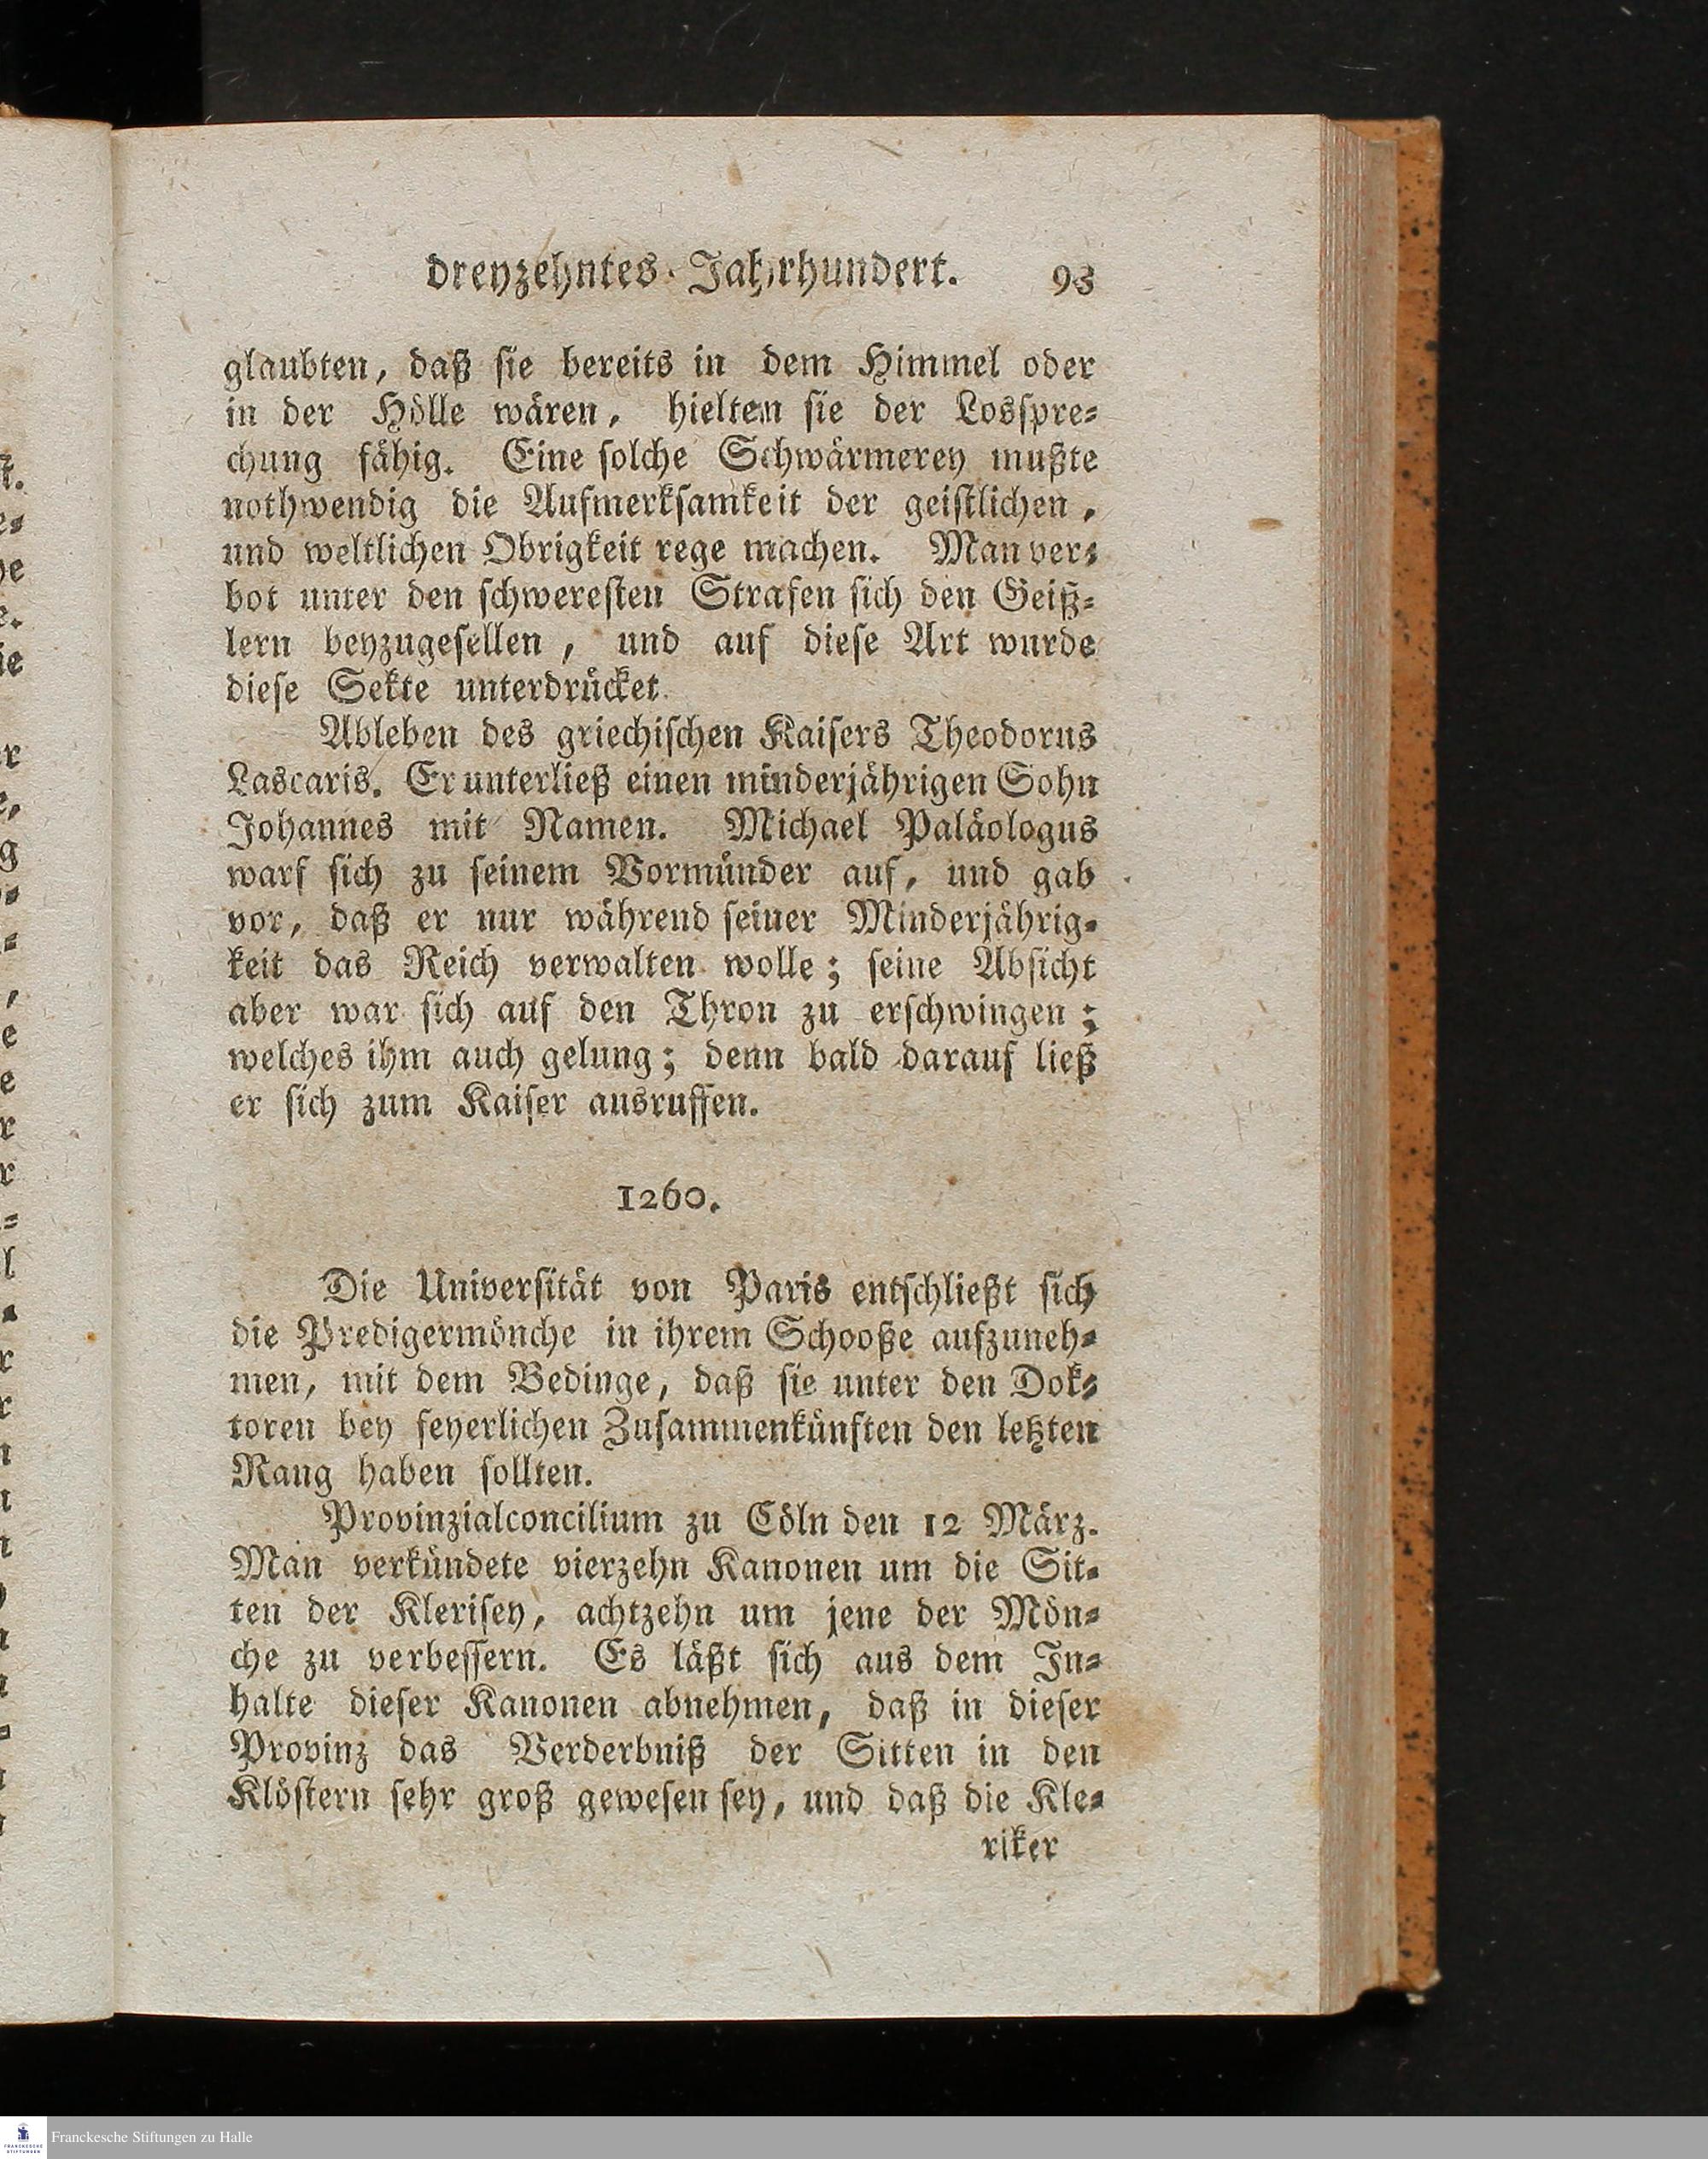 dreyzehntes Jahrhundert. 93
glaubten, daß sie bereits in dem Himmel oder
in der Hölle wären, hielten sie der Losspre=
chung fähig. Eine solche Schwärmerey mußte
nothwendig die Aufmerksamkeit der geistlichen,
und weltlichen Obrigkeit rege machen. Man ver=
bot unter den schweresten Strafen sich den Geiß=
lern beyzugesellen, und auf diese Art wurde
diese Sekte unterdrücket.
Ableben des griechischen Kaisers Theodorus
Lascaris. Er unterließ einen minderjährigen Sohn
Johannes mit Namen. Michael Paläologus
warf sich zu seinem Vormünder auf, und gab
vor, daß er nur während seiner Minderjährig=
keit das Reich verwalten wolle; seine Absicht
aber war sich auf den Thron zu erschwingen;
welches ihm auch gelung; denn bald darauf ließ
er sich zum Kaiser ausruffen.
1260.
Die Universität von Paris entschließt sich
die Predigermönche in ihrem Schooße aufzuneh=
men, mit dem Bedinge, daß sie unter den Dok=
toren bey feyerlichen Zusammenkünften den letzten
Rang haben sollten.
Provinzialconcilium zu Cöln den 12 März.
Man verkündete vierzehn Kanonen um die Sit=
ten der Klerisey, achtzehn um jene der Mön=
che zu verbessern. Es läßt sich aus dem In=
halte dieser Kanonen abnehmen, daß in dieser
Provinz das Verderbniß der Sitten in den
Klöstern sehr groß gewesen sey, und daß die Kle=
riker
Franckesche Stiftungen zu Halle